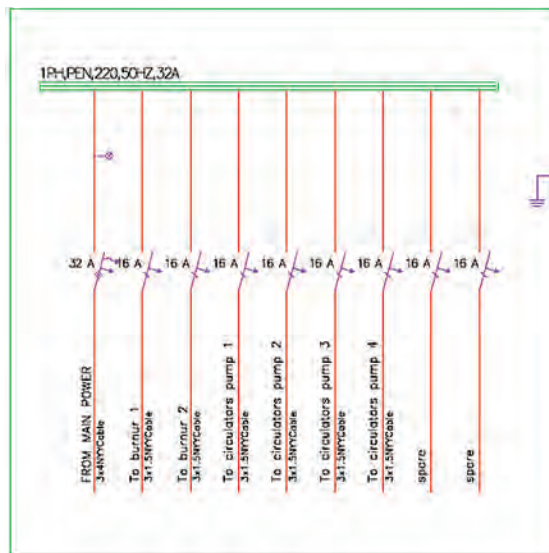 1PH,PEN,220,50HZ,32A
32 A
16 A
16 A
16 A
16 A
16 A
16 A
16 A
16 A
FROM MAIN POWER
3x4NYYCable
To burnur 1
3x1.5NYYCable
To burnur 2
3x1.5NYYCable
To circulators pump 1
3x1.5NYYCable
To circulators pump 2
3x1.5NYYCable
To circulators pump 3
3x1.5NYYCable
To circulators pump 4
3x1.5NYYCable
spare
spare